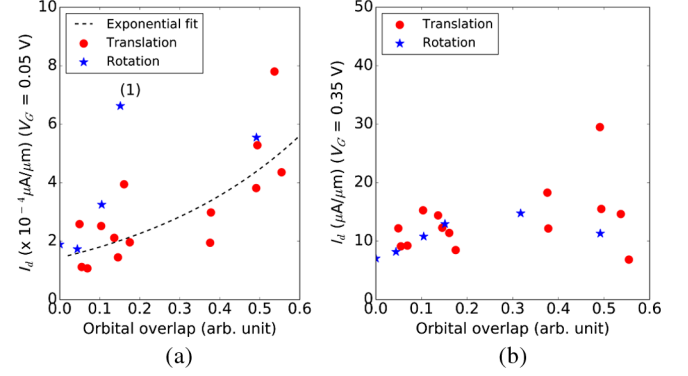 10
8
6
4
2
0
I_d (x 10⁻⁴μA/μm) (V_G = 0.05 V)
Exponential fit
Translation
Rotation
(1)
0.0 0.1 0.2 0.3 0.4 0.5 0.6
Orbital overlap (arb. unit)
(a)
50
40
30
20
10
0
I_d (μA/μm) (V_G = 0.35 V)
Translation
Rotation
0.0 0.1 0.2 0.3 0.4 0.5 0.6
Orbital overlap (arb. unit)
(b)